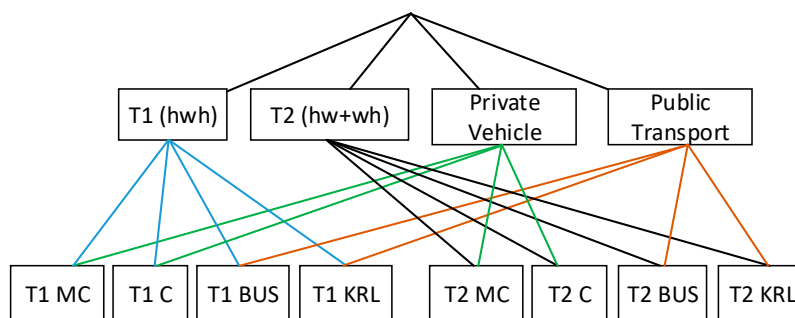 T1 (hwh)
T2 (hw+wh)
Private
Vehicle
Public
Transport
T1 MC
T1 C
T1 BUS
T1 KRL
T2 MC
T2 C
T2 BUS
T2 KRL